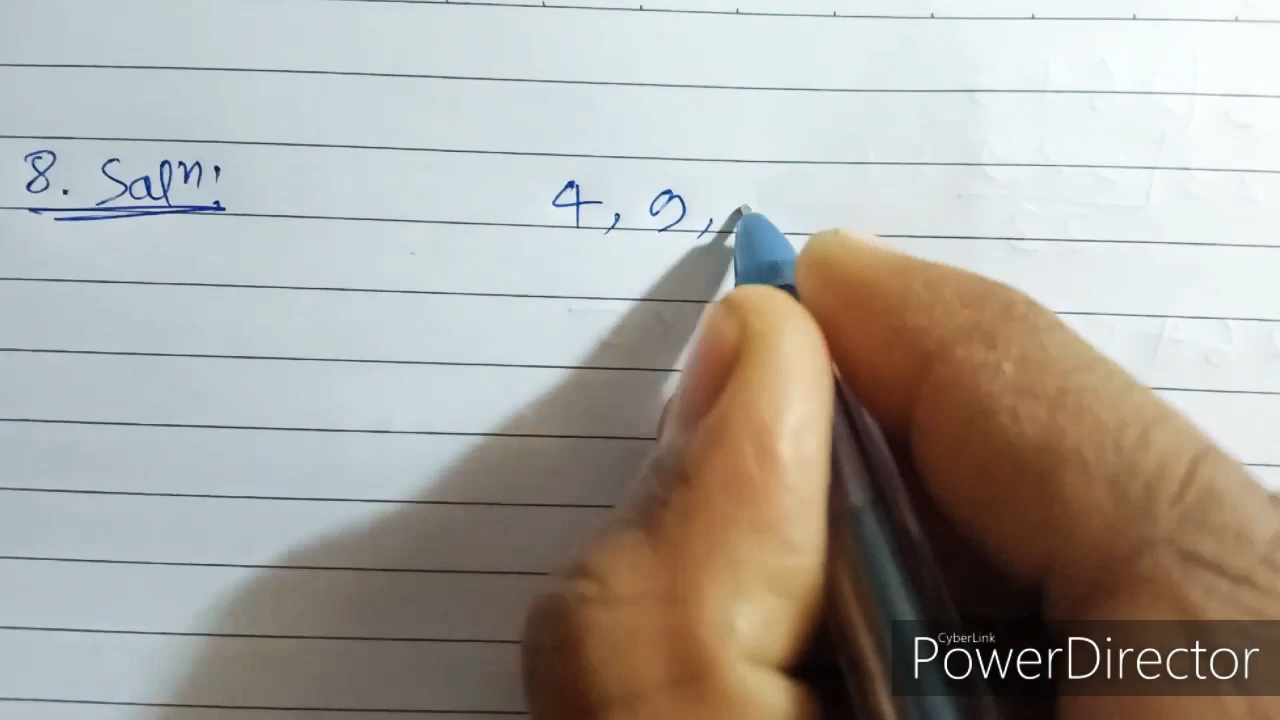 8. Solⁿ: 4, 9,
CyberLink
PowerDirector